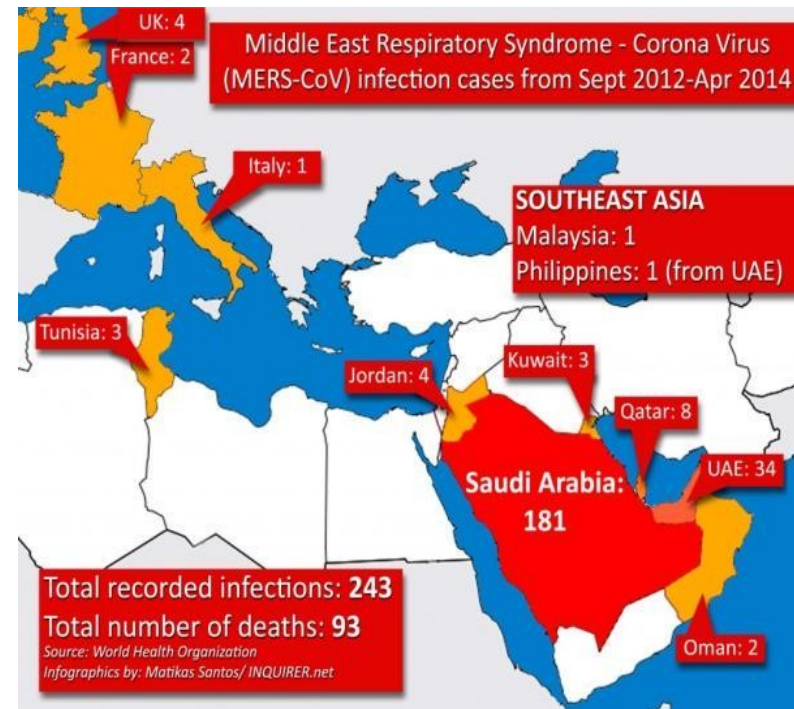 UK: 4
France: 2
Middle East Respiratory Syndrome - Corona Virus
(MERS-CoV) infection cases from Sept 2012-Apr 2014
Italy: 1
SOUTHEAST ASIA
Malaysia: 1
Philippines: 1 (from UAE)
Tunisia: 3
Jordan: 4
Kuwait: 3
Qatar: 8
UAE: 34
Saudi Arabia:
181
Oman: 2
Total recorded infections: 243
Total number of deaths: 93
Source: World Health Organization
Infographics by: Matikas Santos/ INQUIRER.net